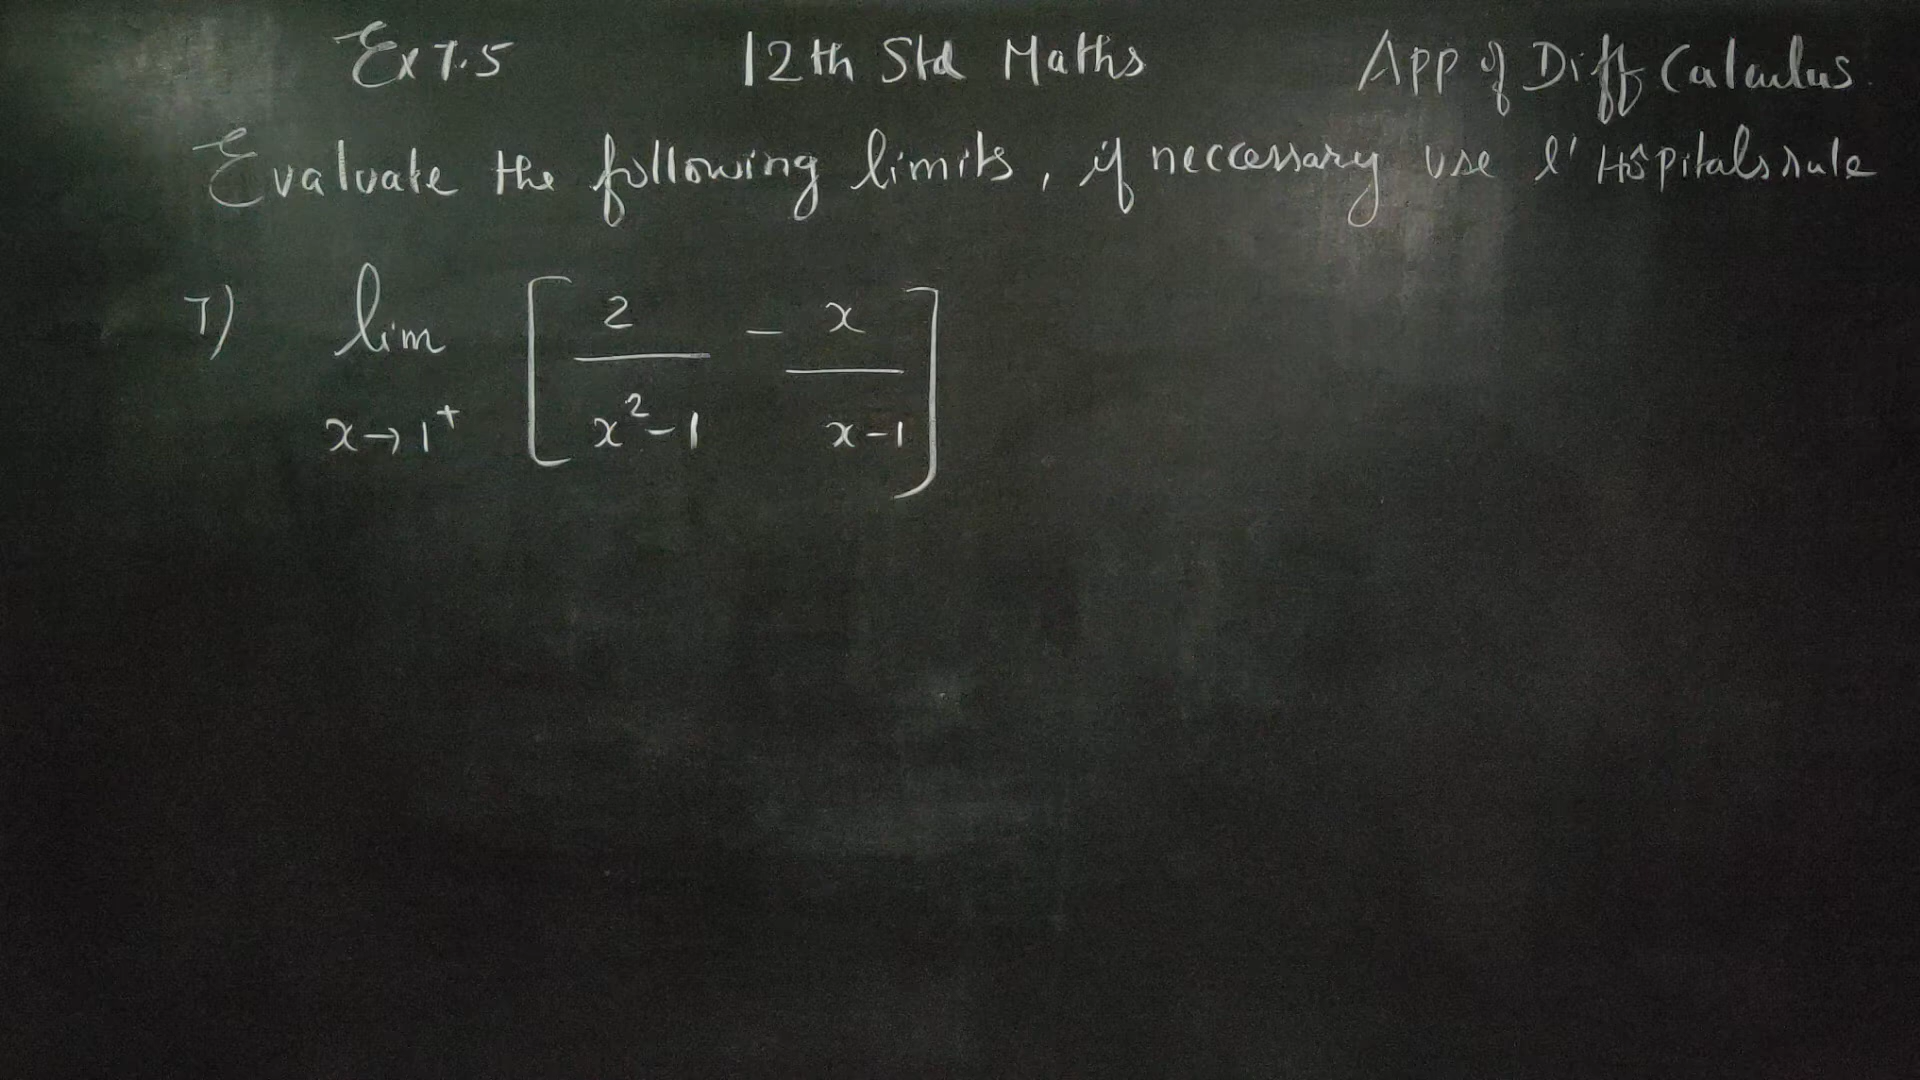 Ex 7.5 12th Std Maths App of Diff Calculus
Evaluate the following limits, if neccessary use l'Hôpitals rule
7) lim x→1⁺ [ 2/(x²-1) - x/(x-1) ]